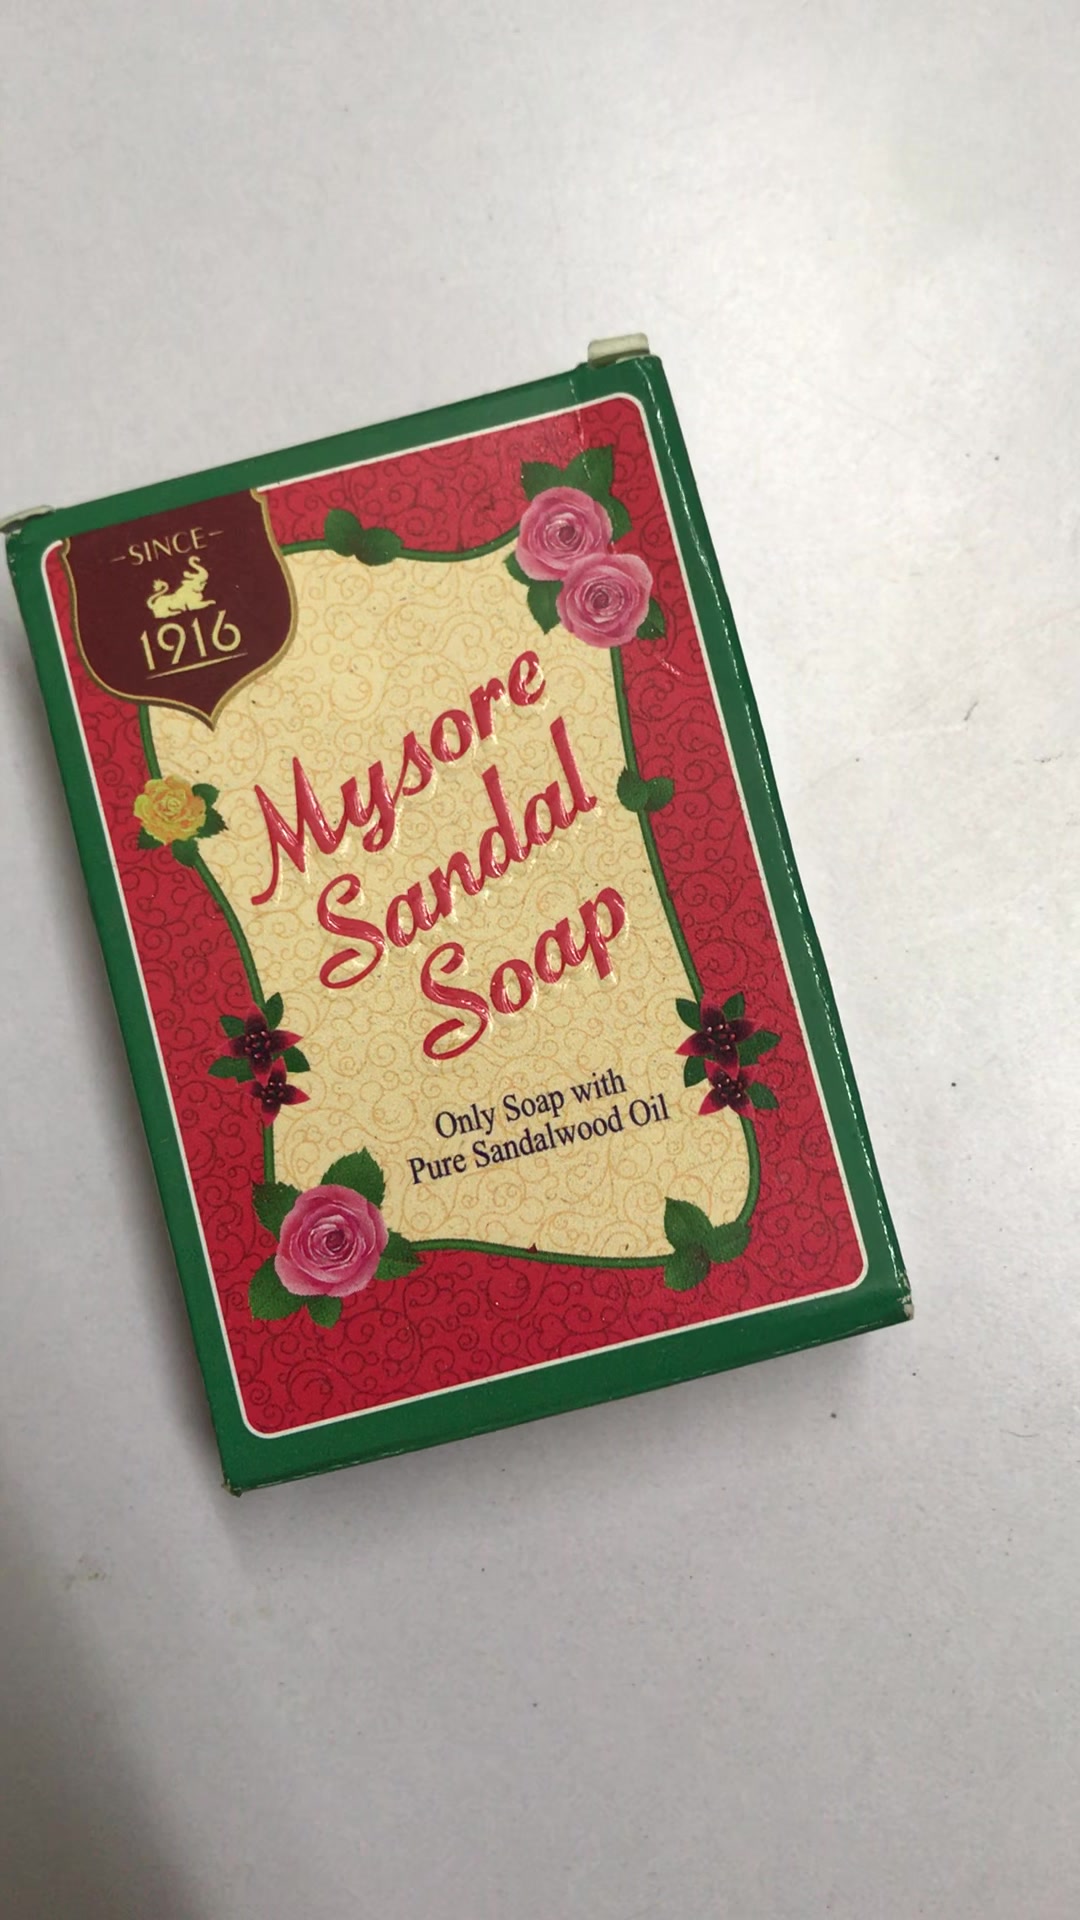 -SINCE-
1916
Mysore
Sandal
Soap
Only Soap with
Pure Sandalwood Oil